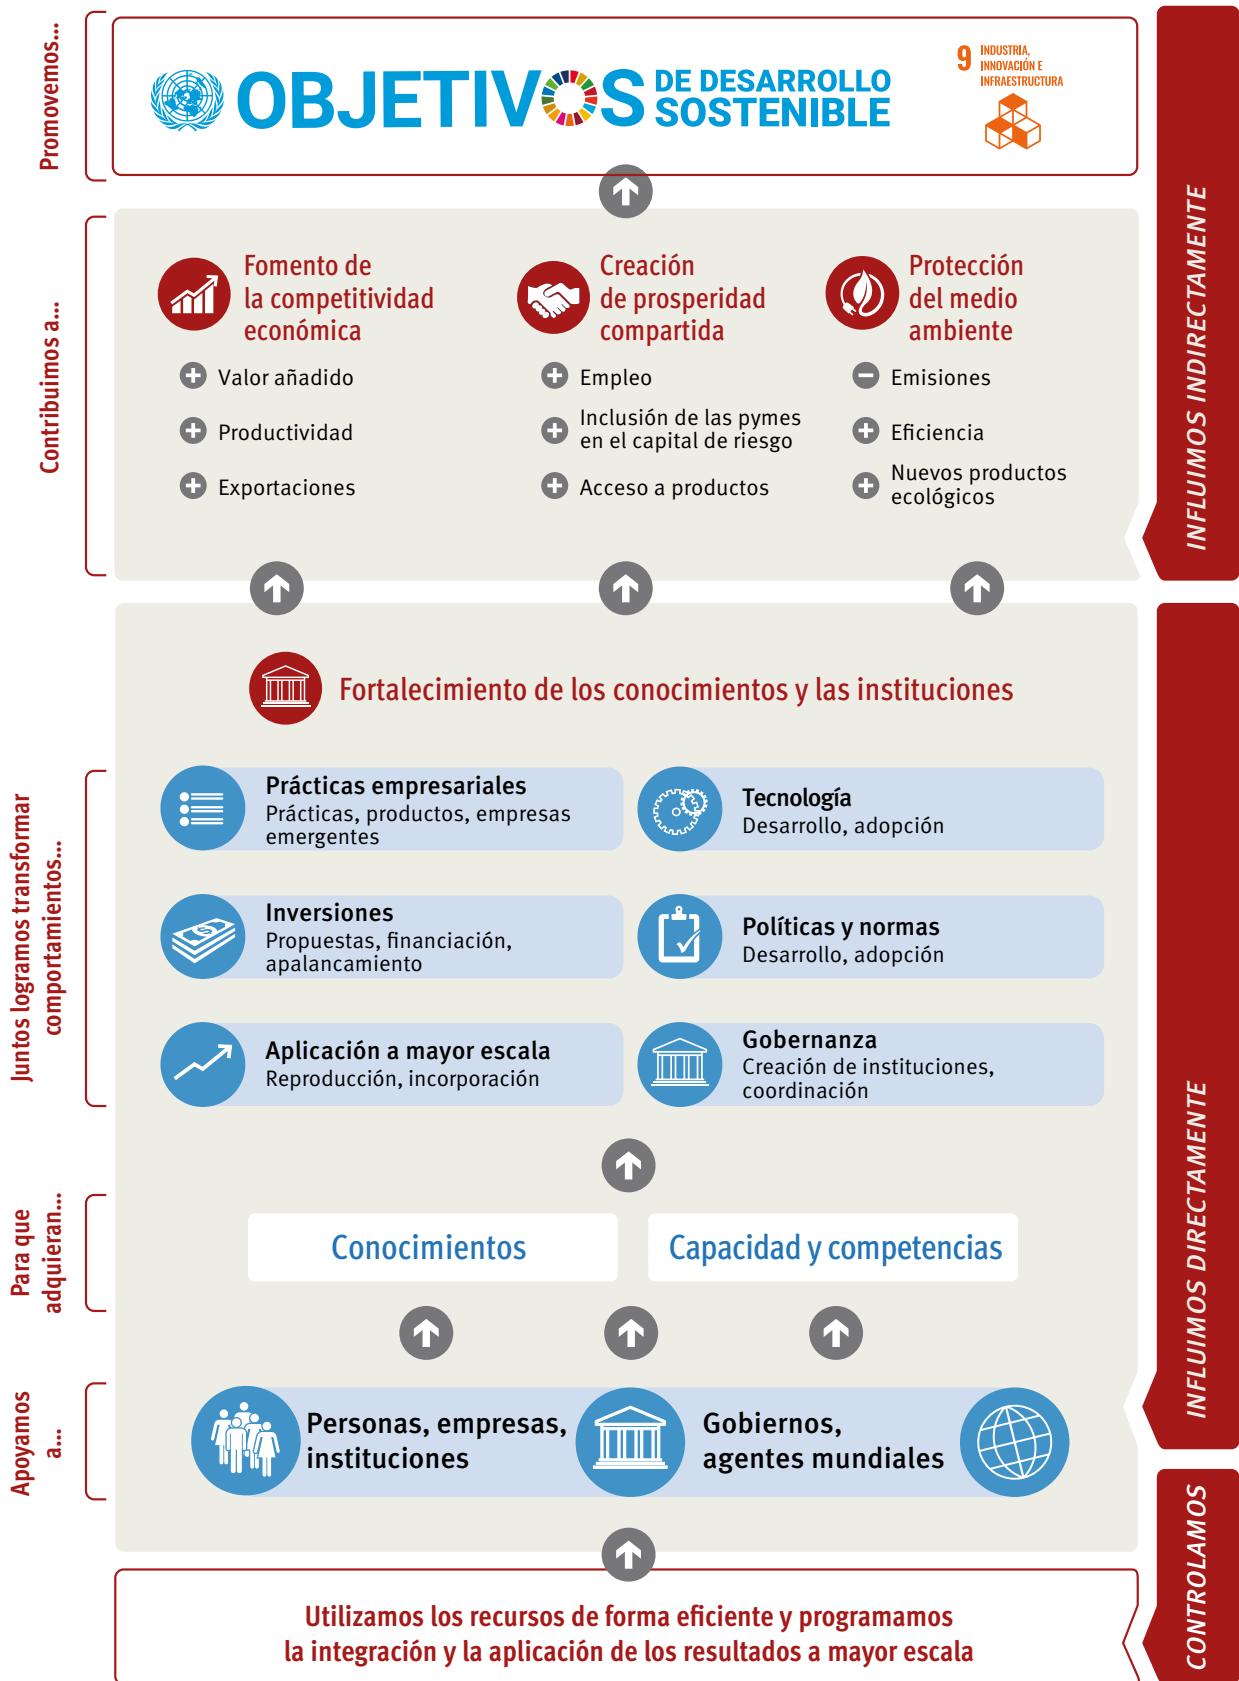 Promovemos...
OBJETIVOS DE DESARROLLO
SOSTENIBLE
9 INDUSTRIA,
INNOVACIÓN E
INFRAESTRUCTURA
INFLUIMOS INDIRECTAMENTE
Contribuimos a...
Fomento de
la competitividad
económica
Valor añadido
Productividad
Exportaciones
Creación
de prosperidad
compartida
Empleo
Inclusión de las pymes
en el capital de riesgo
Acceso a productos
Protección
del medio
ambiente
Emisiones
Eficiencia
Nuevos productos
ecológicos
Fortalecimiento de los conocimientos y las instituciones
Juntos logramos transformar
comportamientos...
Prácticas empresariales
Prácticas, productos, empresas
emergentes
Tecnología
Desarrollo, adopción
Inversiones
Propuestas, financiación,
apalancamiento
Políticas y normas
Desarrollo, adopción
Aplicación a mayor escala
Reproducción, incorporación
Gobernanza
Creación de instituciones,
coordinación
INFLUIMOS DIRECTAMENTE
Para que
adquieran...
Conocimientos
Capacidad y competencias
Apoyamos
a...
Personas, empresas,
instituciones
Gobiernos,
agentes mundiales
CONTROLAMOS
Utilizamos los recursos de forma eficiente y programamos
la integración y la aplicación de los resultados a mayor escala